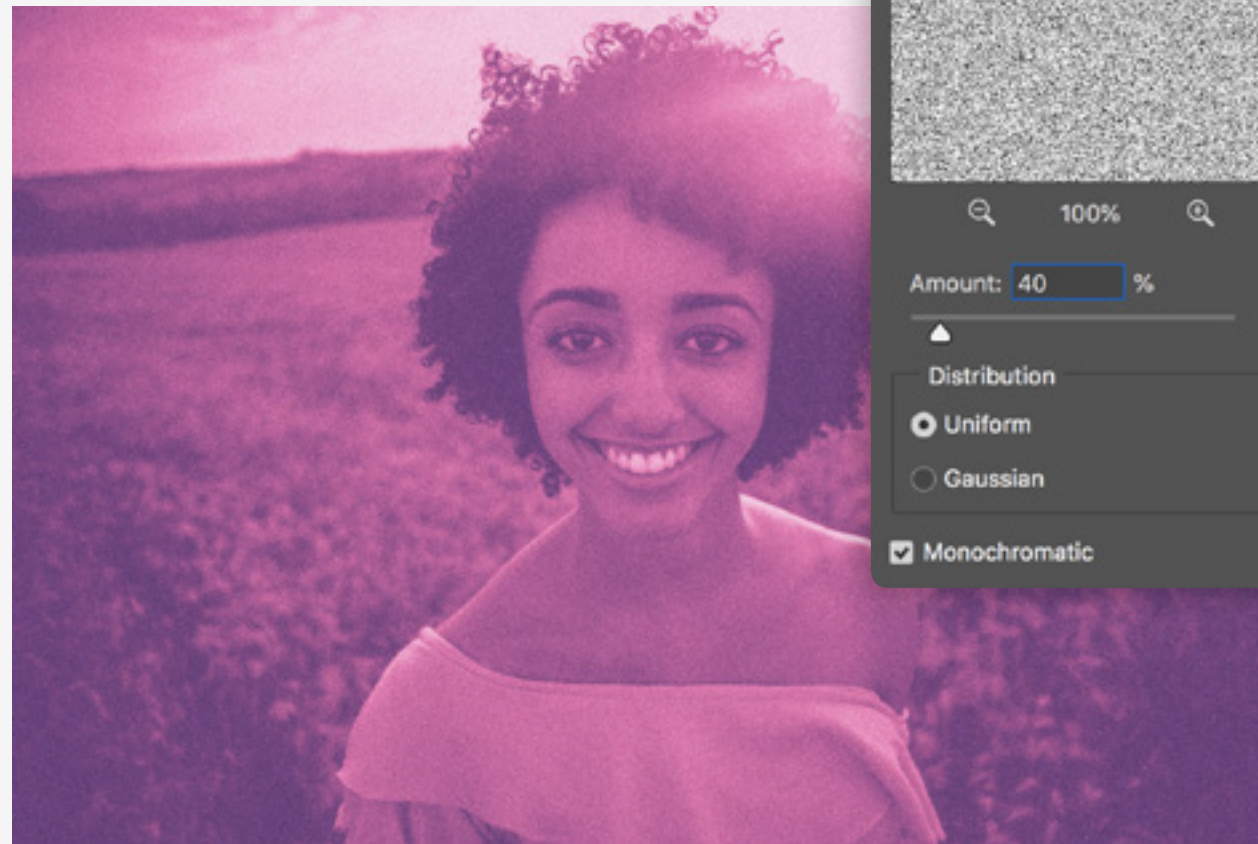 100%
Amount: 40 %
Distribution
Uniform
Gaussian
Monochromatic